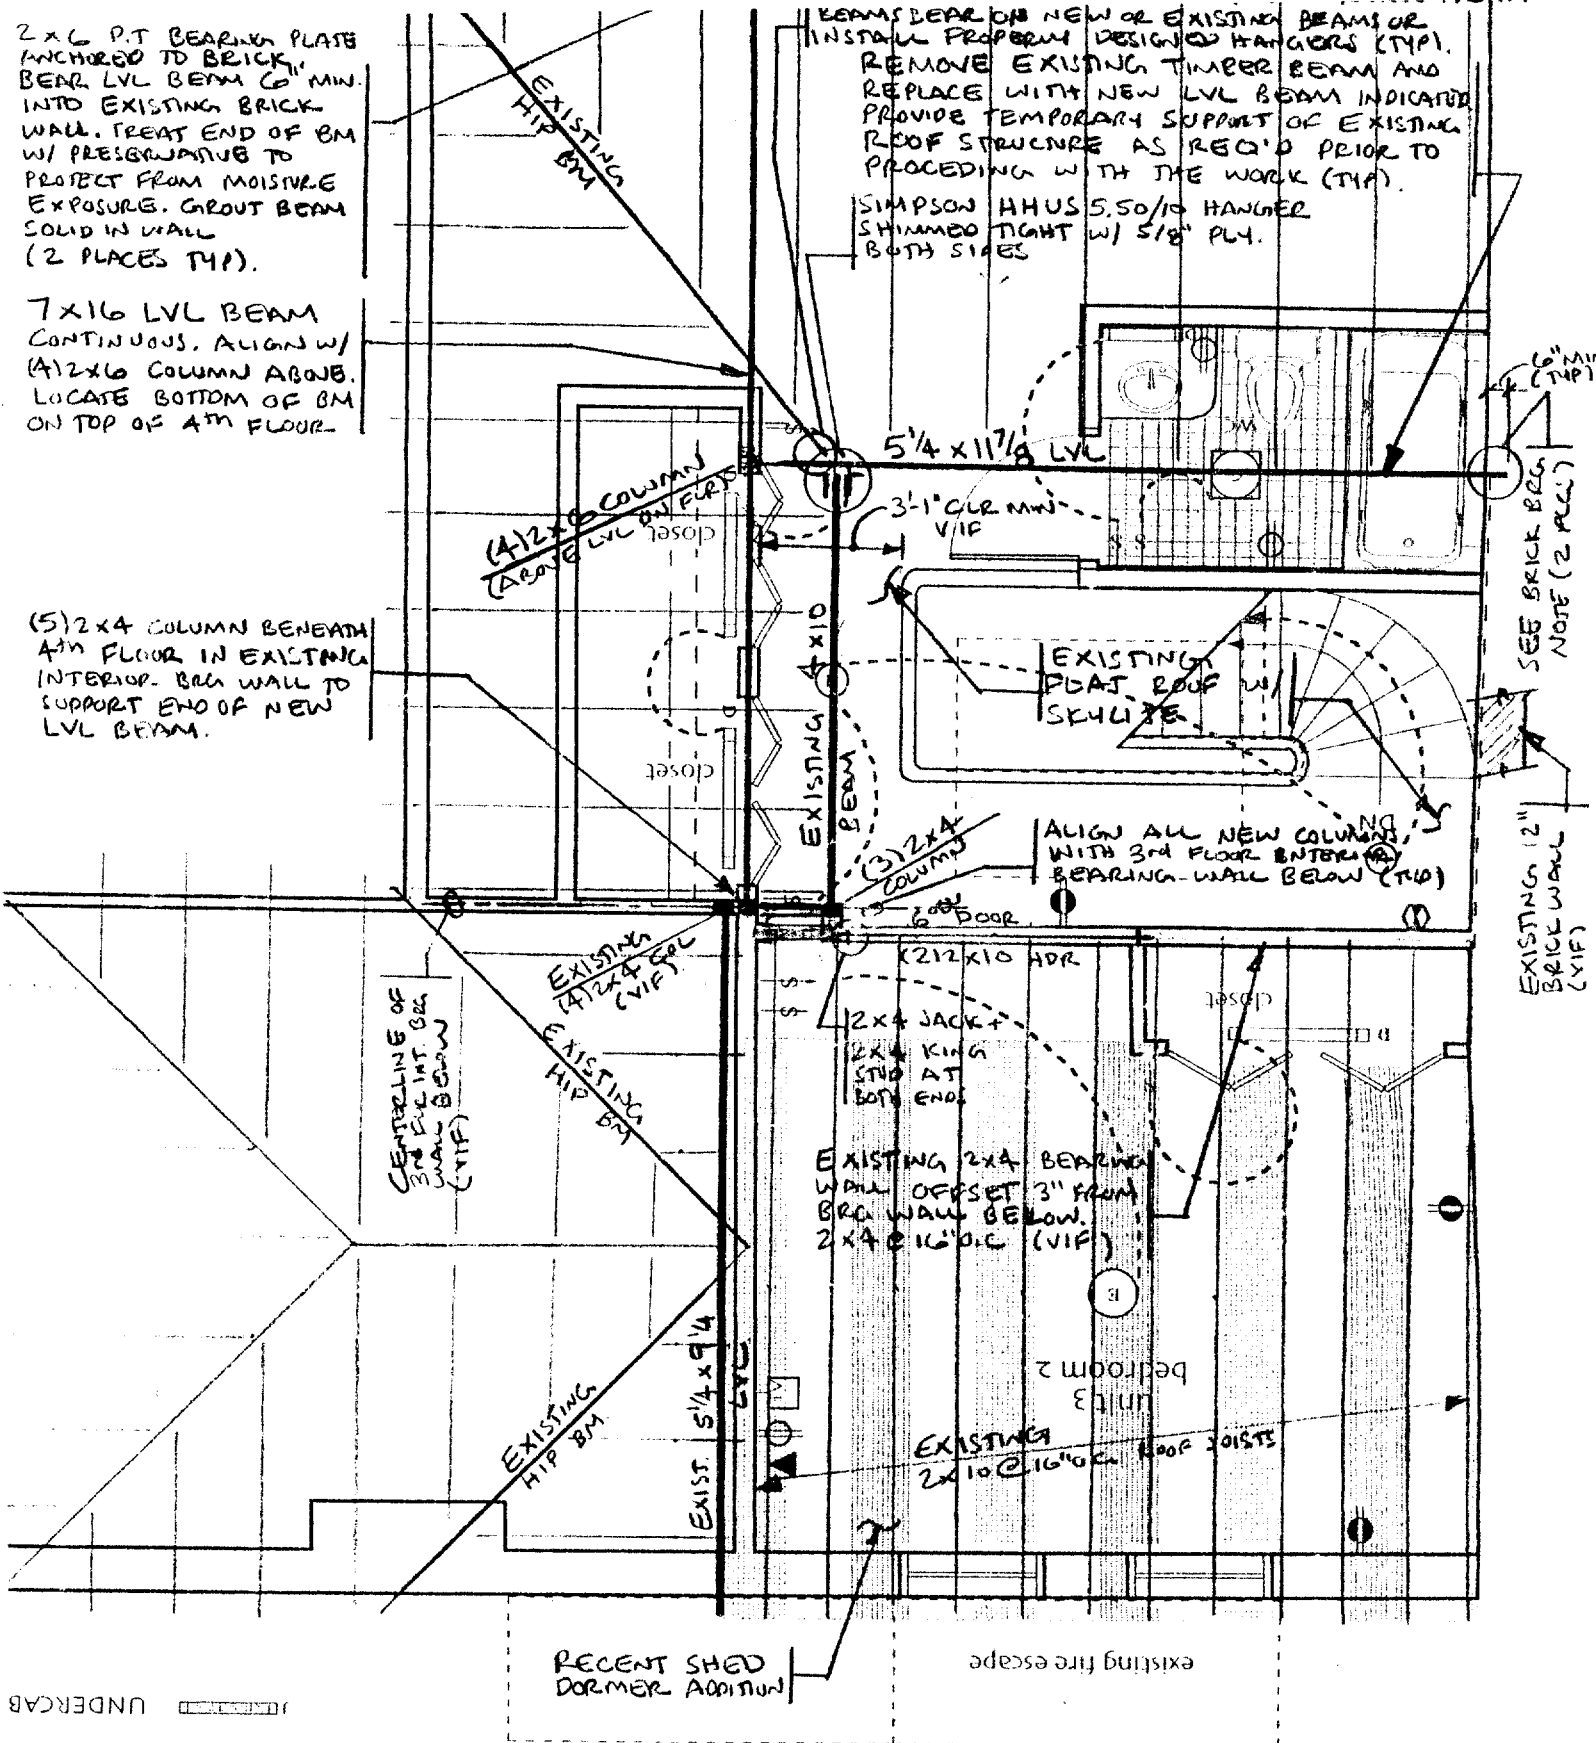 2x6 P.T BEARING PLATE
ANCHORED TO BRICK.
BEAR LVL BEAM 6" MIN.
INTO EXISTING BRICK
WALL. TREAT END OF BM
W/ PRESERVATIVE TO
PROTECT FROM MOISTURE
EXPOSURE. GROUT BEAM
SOLID IN WALL
(2 PLACES TYP).
7x16 LVL BEAM
CONTINUOUS. ALIGN W/
(4)2x6 COLUMN ABOVE.
LOCATE BOTTOM OF BM
ON TOP OF 4TH FLOOR
(5)2x4 COLUMN BENEATH
4TH FLOOR IN EXISTING
INTERIOR BRG WALL TO
SUPPORT END OF NEW
LVL BEAM.
BEAMS BEAR ON NEW OR EXISTING BEAMS OR
INSTALL PROPERLY DESIGNED HANGERS (TYP).
REMOVE EXISTING TIMBER BEAM AND
REPLACE WITH NEW LVL BEAM INDICATED
PROVIDE TEMPORARY SUPPORT OF EXISTING
ROOF STRUCTURE AS REQ'D PRIOR TO
PROCEDING WITH THE WORK (TYP).
SIMPSON HHUS 5.50/10 HANGER
SHIMMED TIGHT W/ 5/8" PLY.
BOTH SIDES
EXISTING
HIP BM
6" MIN
(TYP)
5 1/4 x 11 7/8 LVL
WC
(4)2x6 COLUMN
(ABOVE LVL ON FLR)
closet
3'-1" CLR MIN
VIF
SEE BRICK BRG
NOTE (2 PLCS)
EXISTING 4x10
BEAM
EXISTING
FLAT ROOF W/
SKYLITE
closet
D
DN
(3)2x4
COLUMN
ALIGN ALL NEW COLUMNS
WITH 3rd FLOOR INTERIOR
BEARING WALL BELOW (TYP)
EXISTING 12"
BRICK WALL
(VIF)
DOOR
(2)2x10 HDR
EXISTING
(4)2x4 COL
(VIF)
CENTERLINE OF
3rd FLR INT. BRG
WALL BELOW
(VIF)
EXISTING
HIP BM
2x4 JACK +
2x4 KING
STUD AT
BOTH ENDS
closet
D
EXISTING 2x4 BEARING
WALL OFFSET 3" FROM
BRG WALL BELOW.
2x4 @ 16" O.C (VIF)
E
EXIST. 5 1/4 x 9 1/4
LVL
bedroom 2
unit 3
TV
EXISTING
HIP BM
EXISTING
2x10 @ 16" O.C. ROOF JOISTS
RECENT SHED
DORMER ADDITION
existing fire escape
UNDERCAB